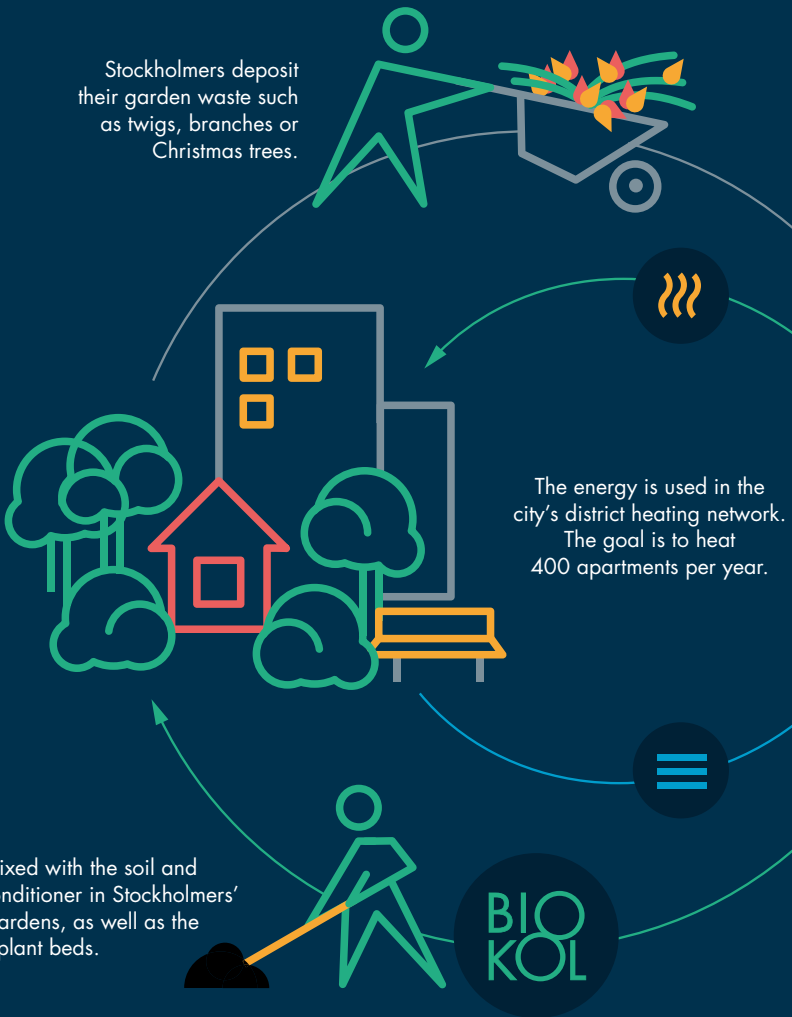 Stockholmers deposit
their garden waste such
as twigs, branches or
Christmas trees.
The energy is used in the
city's district heating network.
The goal is to heat
400 apartments per year.
ixed with the soil and
onditioner in Stockholmers'
ardens, as well as the
plant beds.
BIO
KOL